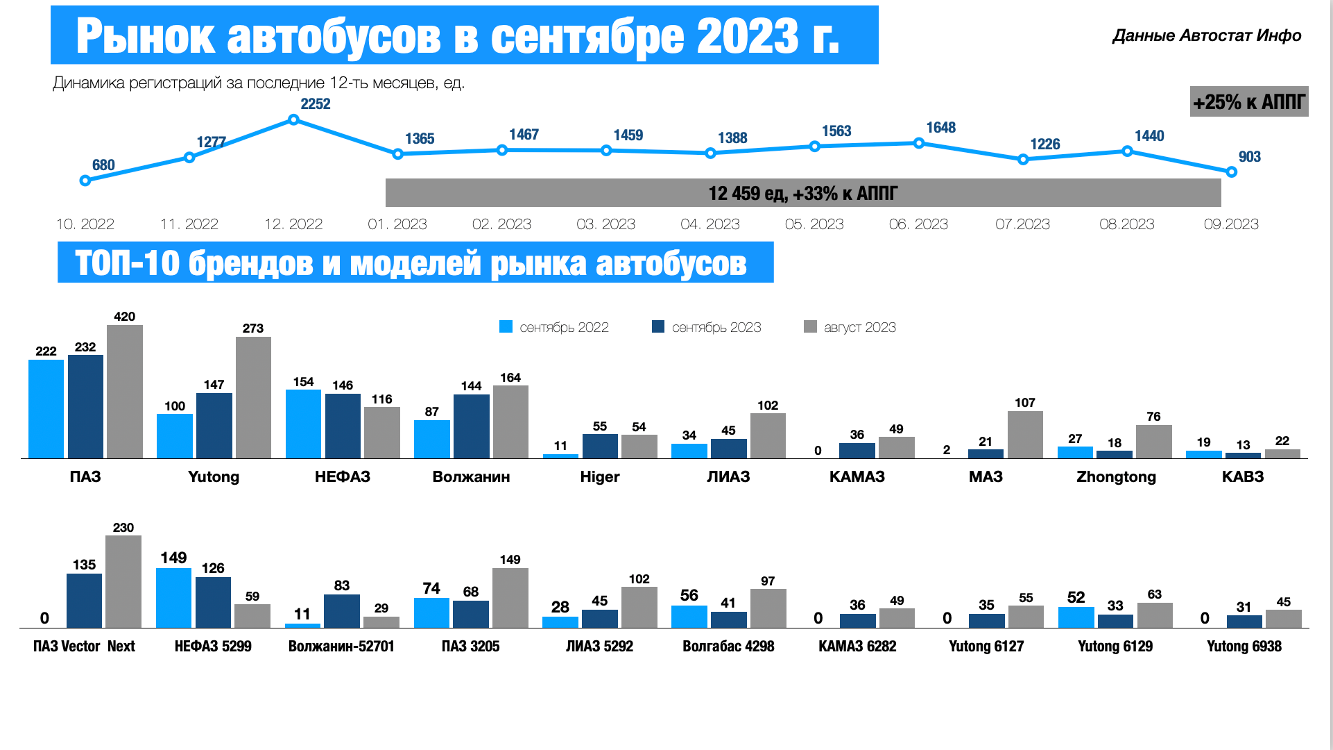 Рынок автобусов в сентябре 2023 г.
Данные Автостат Инфо
Динамика регистраций за последние 12-ть месяцев, ед.
+25% к АППГ
680 1277 2252 1365 1467 1459 1388 1563 1648 1226 1440 903
12 459 ед, +33% к АППГ
10. 2022 11. 2022 12. 2022 01. 2023 02. 2023 03. 2023 04. 2023 05. 2023 06. 2023 07.2023 08.2023 09.2023
ТОП-10 брендов и моделей рынка автобусов
сентябрь 2022 сентябрь 2023 август 2023
222 232 420 100 147 273 154 146 116 87 144 164 11 55 54 34 45 102 0 36 49 2 21 107 27 18 76 19 13 22
ПАЗ Yutong НЕФАЗ Волжанин Higer ЛИАЗ КАМАЗ МАЗ Zhongtong КАВЗ
0 135 230 149 126 59 11 83 29 74 68 149 28 45 102 56 41 97 0 36 49 0 35 55 52 33 63 0 31 45
ПАЗ Vector Next НЕФАЗ 5299 Волжанин-52701 ПАЗ 3205 ЛИАЗ 5292 Волгабас 4298 КАМАЗ 6282 Yutong 6127 Yutong 6129 Yutong 6938